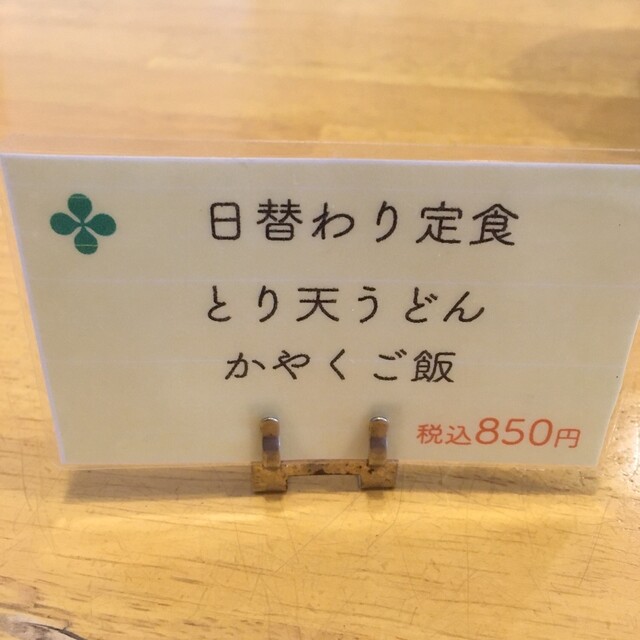 日替わり定食
とり天うどん
かやくご飯
税込850円